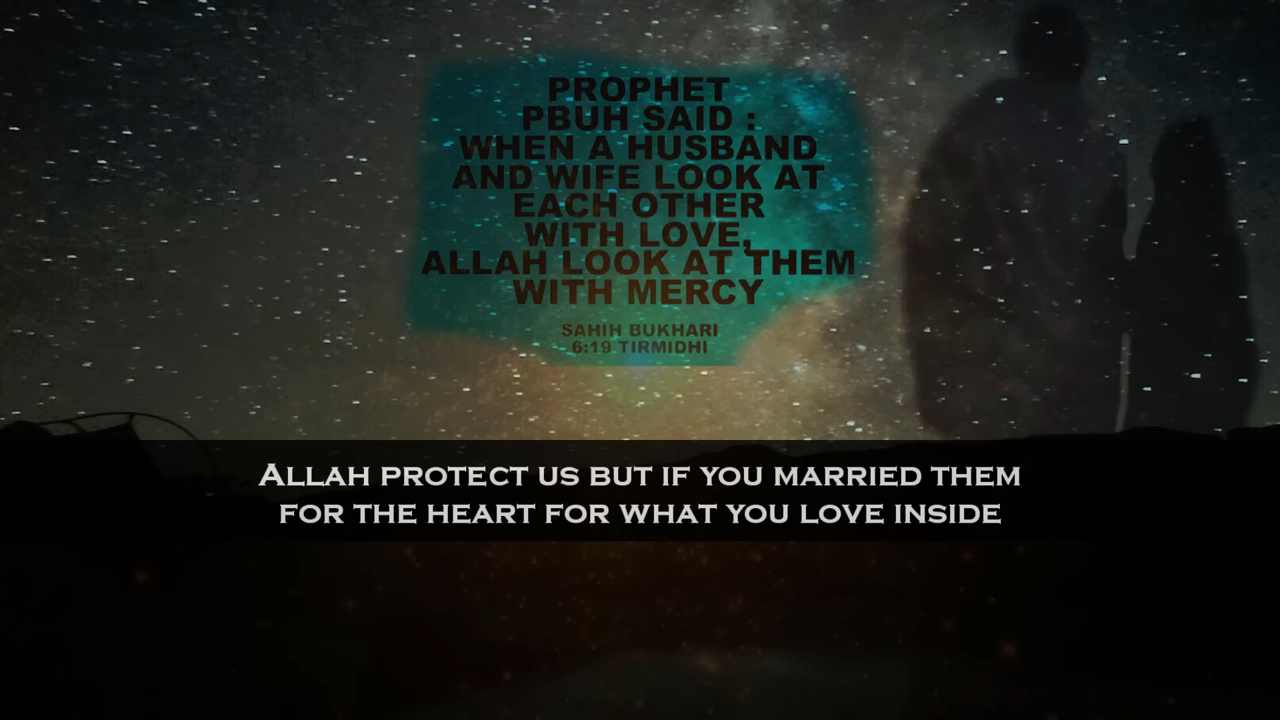 PROPHET
PBUH SAID :
WHEN A HUSBAND
AND WIFE LOOK AT
EACH OTHER
WITH LOVE,
ALLAH LOOK AT THEM
WITH MERCY
SAHIH BUKHARI
6:19 TIRMIDHI
ALLAH PROTECT US BUT IF YOU MARRIED THEM
FOR THE HEART FOR WHAT YOU LOVE INSIDE